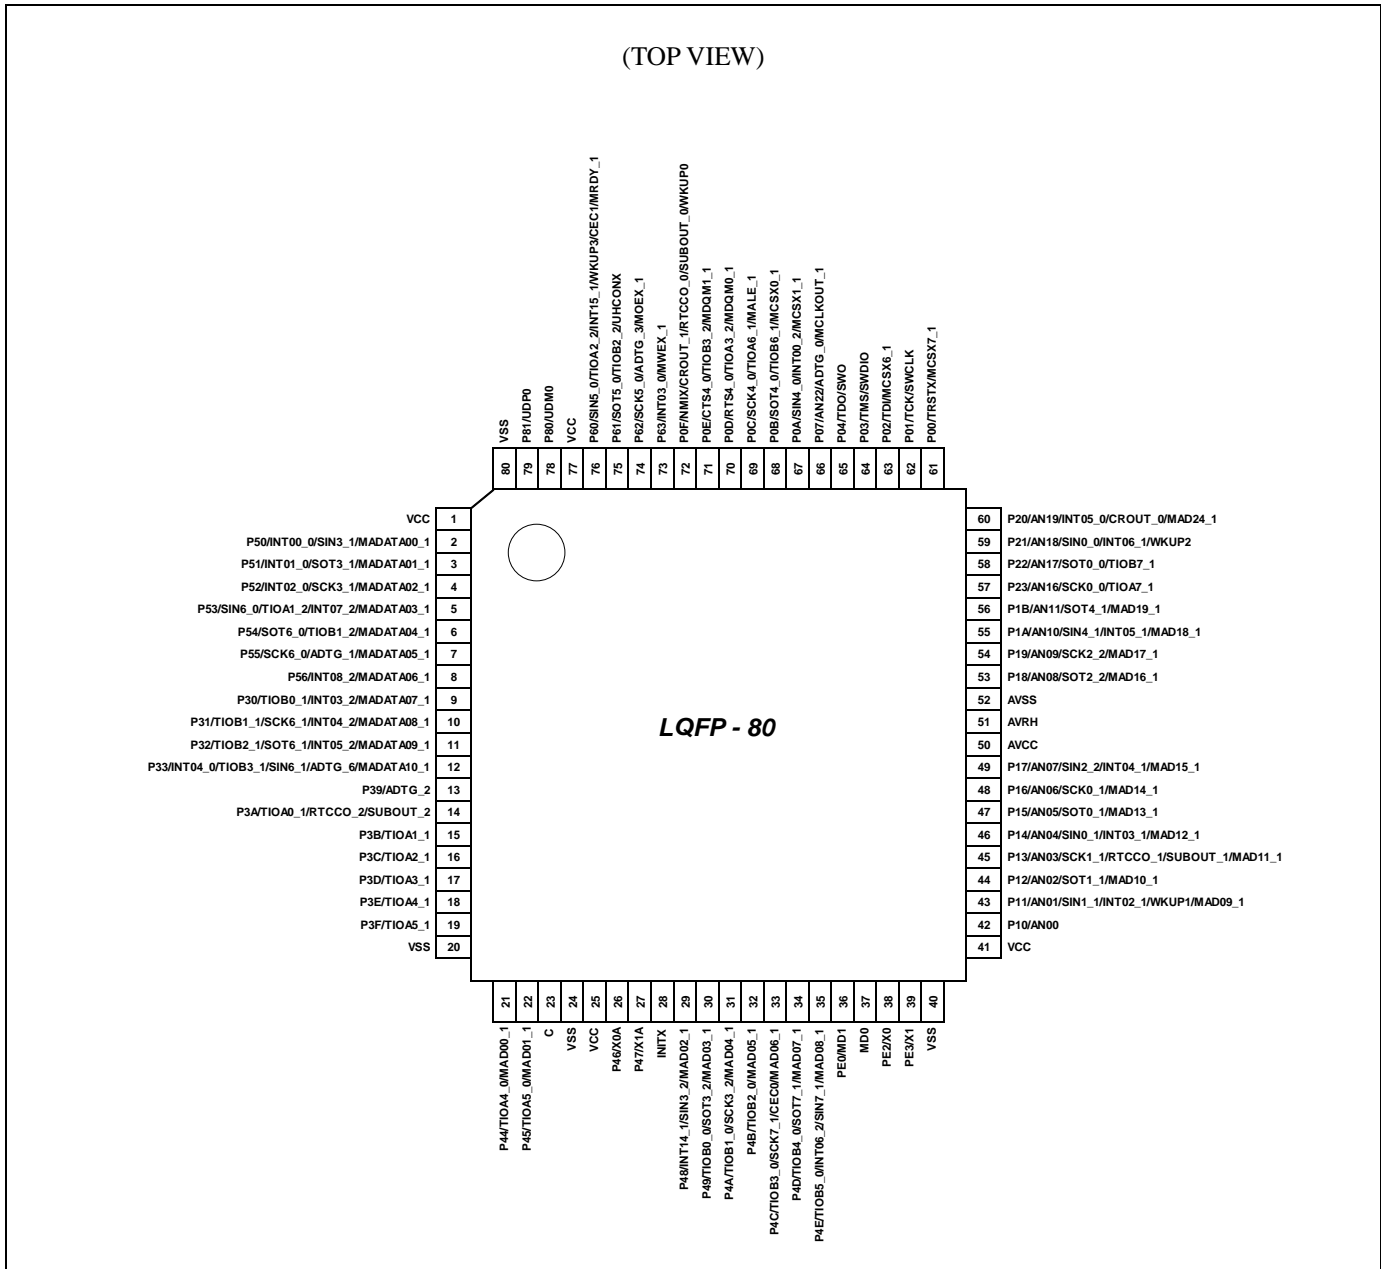 (TOP VIEW)
VSS
P81/UDP0
P80/UDM0
VCC
P60/SIN5_0/TIOA2_2/INT15_1/WKUP3/CEC1/MRDY_1
P61/SOT5_0/TIOB2_2/UHCONX
P62/SCK5_0/ADTG_3/MOEX_1
P63/INT03_0/MWEX_1
P0F/NMIX/CROUT_1/RTCCO_0/SUBOUT_0/WKUP0
P0E/CTS4_0/TIOB3_2/MDQM1_1
P0D/RTS4_0/TIOA3_2/MDQM0_1
P0C/SCK4_0/TIOA6_1/MALE_1
P0B/SOT4_0/TIOB6_1/MCSX0_1
P0A/SIN4_0/INT00_2/MCSX1_1
P07/AN22/ADTG_0/MCLKOUT_1
P04/TDO/SWO
P03/TMS/SWDIO
P02/TDI/MCSX6_1
P01/TCK/SWCLK
P00/TRSTX/MCSX7_1
80 79 78 77 76 75 74 73 72 71 70 69 68 67 66 65 64 63 62 61
VCC 1
P50/INT00_0/SIN3_1/MADATA00_1 2
P51/INT01_0/SOT3_1/MADATA01_1 3
P52/INT02_0/SCK3_1/MADATA02_1 4
P53/SIN6_0/TIOA1_2/INT07_2/MADATA03_1 5
P54/SOT6_0/TIOB1_2/MADATA04_1 6
P55/SCK6_0/ADTG_1/MADATA05_1 7
P56/INT08_2/MADATA06_1 8
P30/TIOB0_1/INT03_2/MADATA07_1 9
P31/TIOB1_1/SCK6_1/INT04_2/MADATA08_1 10
P32/TIOB2_1/SOT6_1/INT05_2/MADATA09_1 11
P33/INT04_0/TIOB3_1/SIN6_1/ADTG_6/MADATA10_1 12
P39/ADTG_2 13
P3A/TIOA0_1/RTCCO_2/SUBOUT_2 14
P3B/TIOA1_1 15
P3C/TIOA2_1 16
P3D/TIOA3_1 17
P3E/TIOA4_1 18
P3F/TIOA5_1 19
VSS 20
LQFP - 80
60 P20/AN19/INT05_0/CROUT_0/MAD24_1
59 P21/AN18/SIN0_0/INT06_1/WKUP2
58 P22/AN17/SOT0_0/TIOB7_1
57 P23/AN16/SCK0_0/TIOA7_1
56 P1B/AN11/SOT4_1/MAD19_1
55 P1A/AN10/SIN4_1/INT05_1/MAD18_1
54 P19/AN09/SCK2_2/MAD17_1
53 P18/AN08/SOT2_2/MAD16_1
52 AVSS
51 AVRH
50 AVCC
49 P17/AN07/SIN2_2/INT04_1/MAD15_1
48 P16/AN06/SCK0_1/MAD14_1
47 P15/AN05/SOT0_1/MAD13_1
46 P14/AN04/SIN0_1/INT03_1/MAD12_1
45 P13/AN03/SCK1_1/RTCCO_1/SUBOUT_1/MAD11_1
44 P12/AN02/SOT1_1/MAD10_1
43 P11/AN01/SIN1_1/INT02_1/WKUP1/MAD09_1
42 P10/AN00
41 VCC
21 22 23 24 25 26 27 28 29 30 31 32 33 34 35 36 37 38 39 40
P44/TIOA4_0/MAD00_1
P45/TIOA5_0/MAD01_1
C
VSS
VCC
P46/X0A
P47/X1A
INITX
P48/INT14_1/SIN3_2/MAD02_1
P49/TIOB0_0/SOT3_2/MAD03_1
P4A/TIOB1_0/SCK3_2/MAD04_1
P4B/TIOB2_0/MAD05_1
P4C/TIOB3_0/SCK7_1/CEC0/MAD06_1
P4D/TIOB4_0/SOT7_1/MAD07_1
P4E/TIOB5_0/INT06_2/SIN7_1/MAD08_1
PE0/MD1
MD0
PE2/X0
PE3/X1
VSS